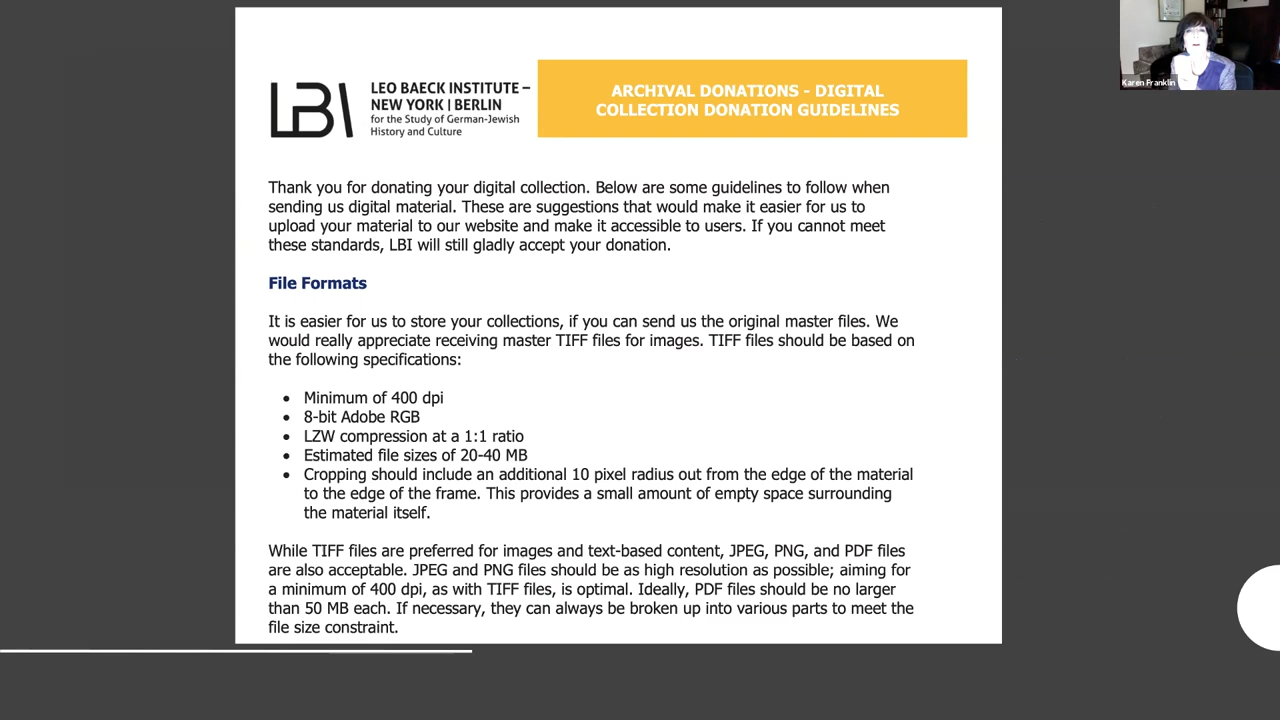 LBI
LEO BAECK INSTITUTE –
NEW YORK | BERLIN
for the Study of German-Jewish
History and Culture
ARCHIVAL DONATIONS - DIGITAL
COLLECTION DONATION GUIDELINES
Karen Franklin
Thank you for donating your digital collection. Below are some guidelines to follow when
sending us digital material. These are suggestions that would make it easier for us to
upload your material to our website and make it accessible to users. If you cannot meet
these standards, LBI will still gladly accept your donation.
File Formats
It is easier for us to store your collections, if you can send us the original master files. We
would really appreciate receiving master TIFF files for images. TIFF files should be based on
the following specifications:
• Minimum of 400 dpi
• 8-bit Adobe RGB
• LZW compression at a 1:1 ratio
• Estimated file sizes of 20-40 MB
• Cropping should include an additional 10 pixel radius out from the edge of the material
to the edge of the frame. This provides a small amount of empty space surrounding
the material itself.
While TIFF files are preferred for images and text-based content, JPEG, PNG, and PDF files
are also acceptable. JPEG and PNG files should be as high resolution as possible; aiming for
a minimum of 400 dpi, as with TIFF files, is optimal. Ideally, PDF files should be no larger
than 50 MB each. If necessary, they can always be broken up into various parts to meet the
file size constraint.